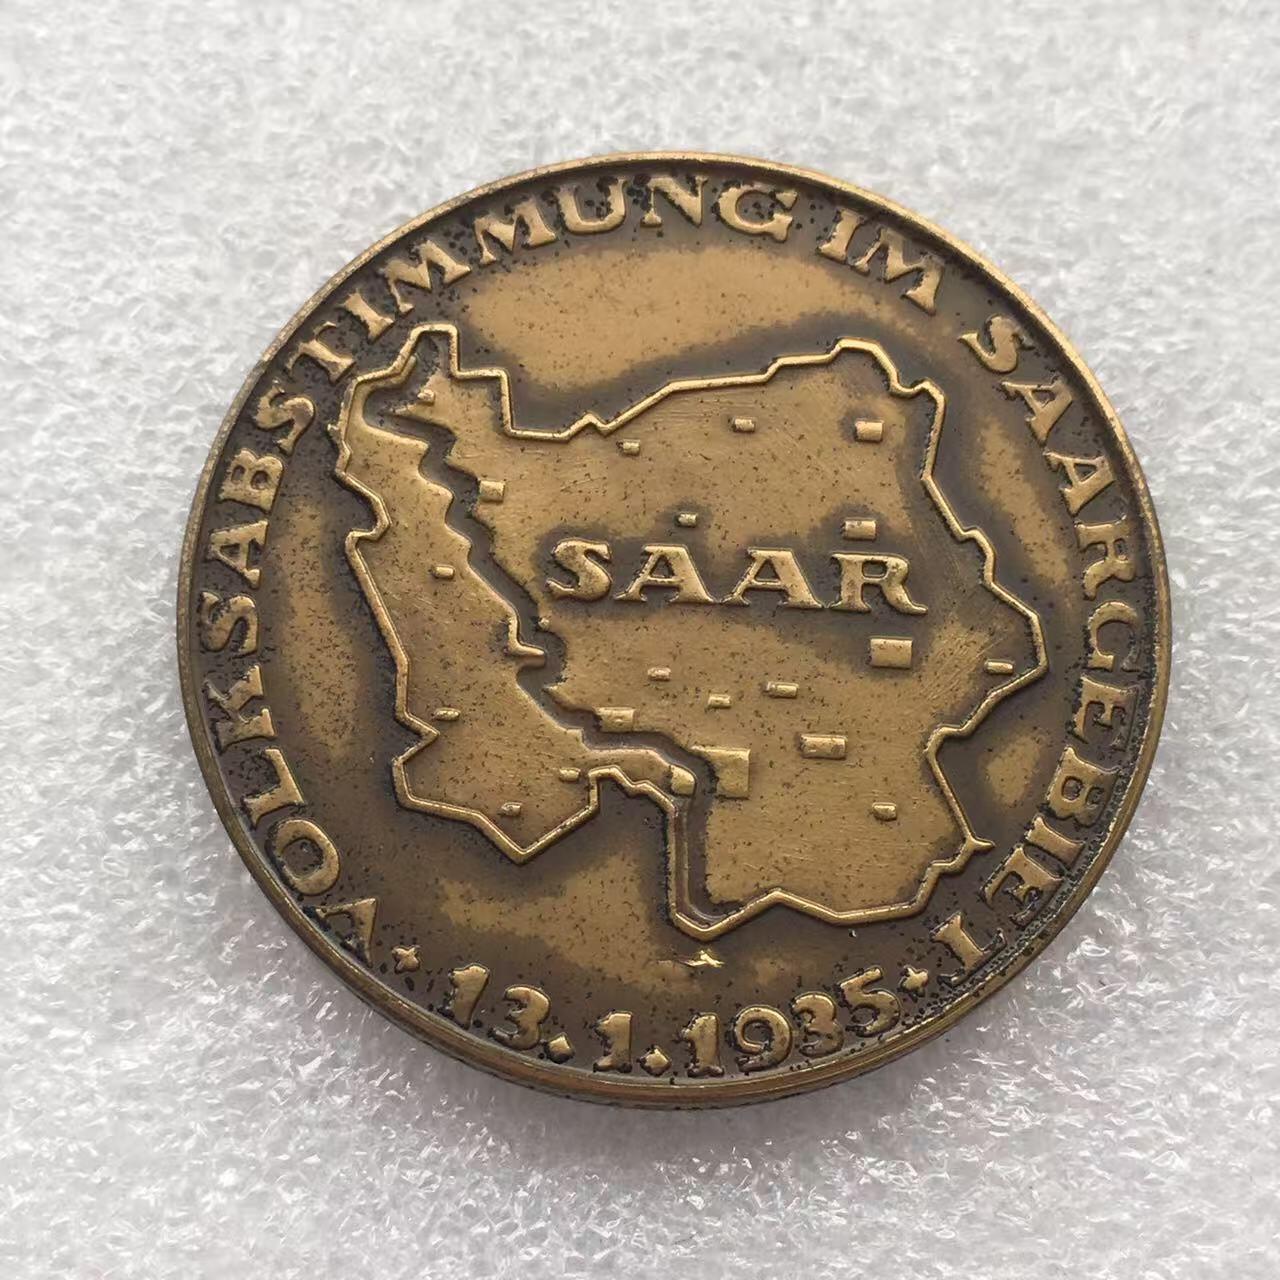 VOLKSABSTIMMUNG IM SAARGEBIET
SAAR
· 13.1.1935 ·